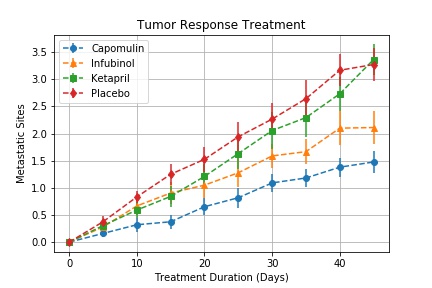 Tumor Response Treatment
Capomulin
Infubinol
Ketapril
Placebo
Metastatic Sites
3.5
3.0
2.5
2.0
1.5
1.0
0.5
0.0
0
10
20
30
40
Treatment Duration (Days)